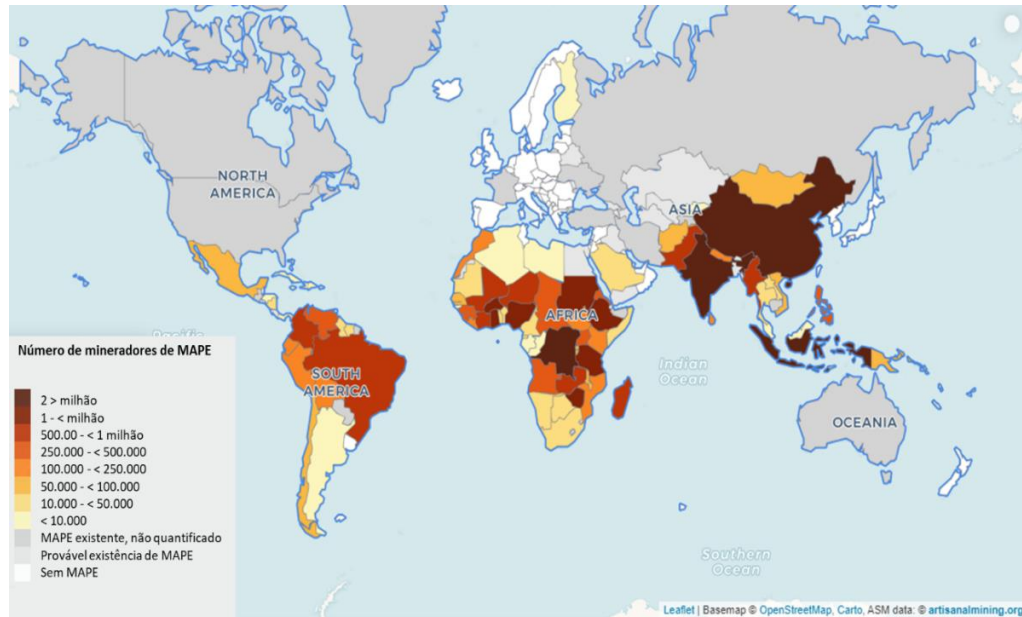 NORTH
AMERICA
ASIA
AFRICA
Pacific
Indian
Ocean
SOUTH
AMERICA
OCEANIA
Southern
Ocean
Número de mineradores de MAPE
2 > milhão
1 - < milhão
500.00 - < 1 milhão
250.000 - < 500.000
100.000 - < 250.000
50.000 - < 100.000
10.000 - < 50.000
< 10.000
MAPE existente, não quantificado
Provável existência de MAPE
Sem MAPE
Leaflet | Basemap © OpenStreetMap, Carto, ASM data: © artisanalmining.org